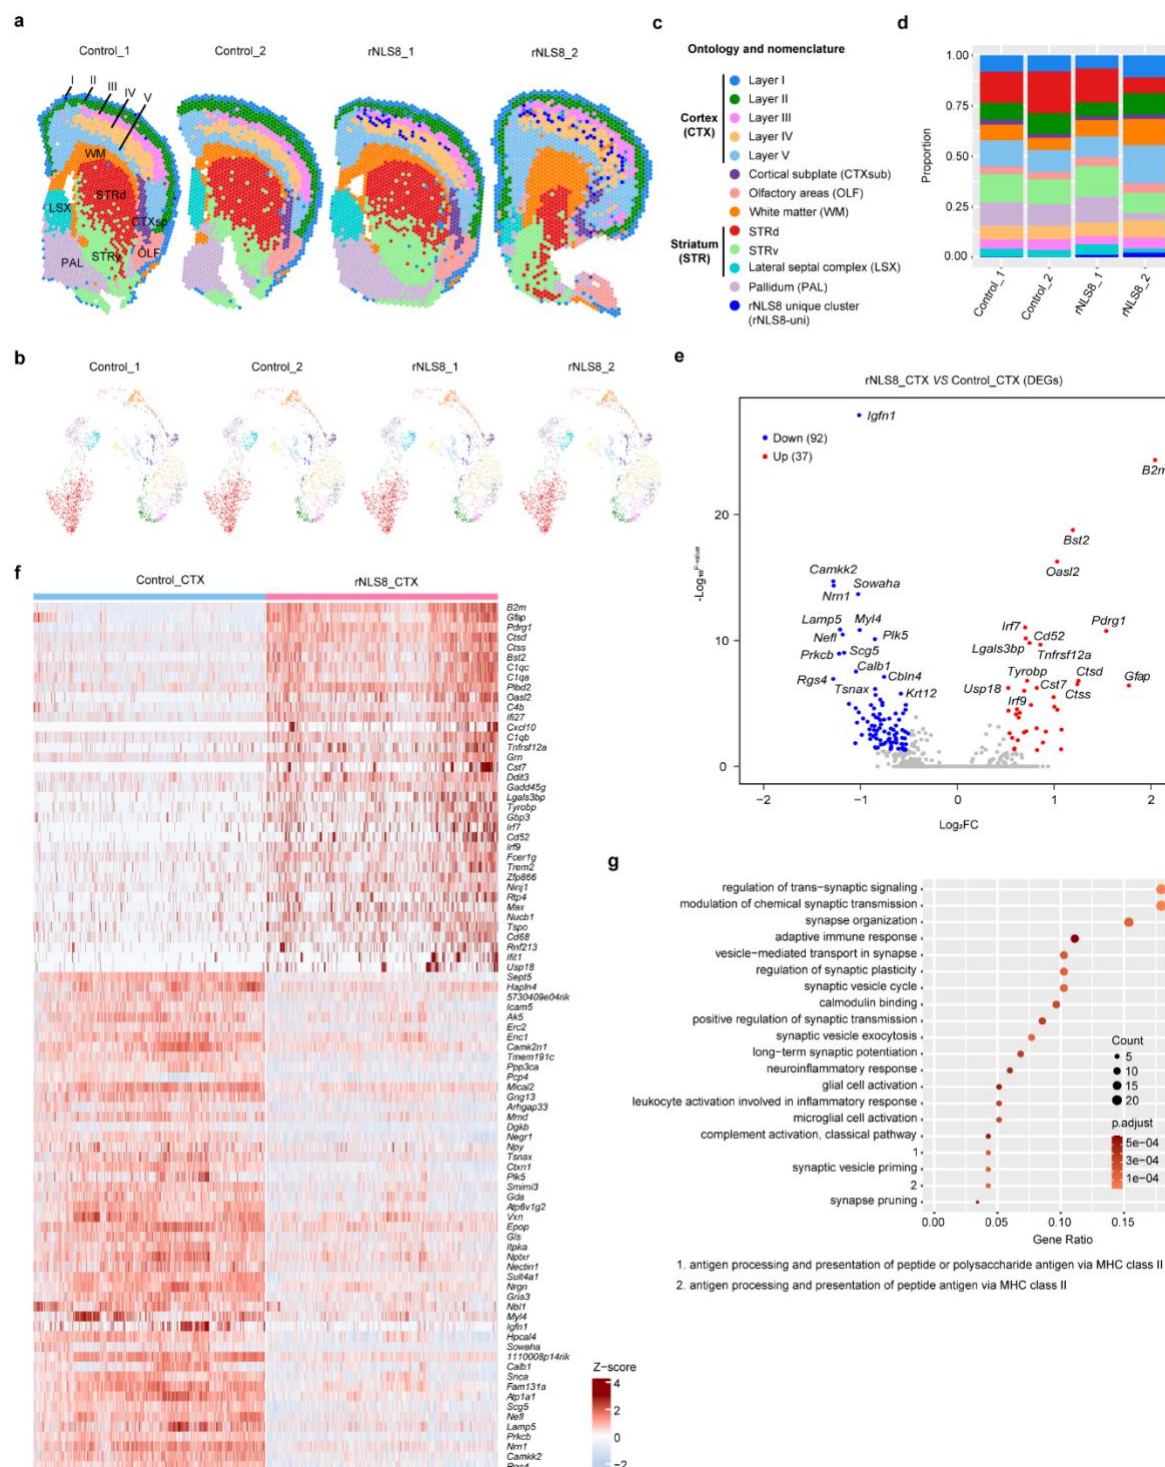 a
Control_1
Control_2
rNLS8_1
rNLS8_2
I
II
III
IV
V
WM
STRd
LSX
CTXsp
STRv
OLF
PAL
b
Control_1
Control_2
rNLS8_1
rNLS8_2
c
Ontology and nomenclature
Cortex
(CTX)
Layer I
Layer II
Layer III
Layer IV
Layer V
Cortical subplate (CTXsub)
Olfactory areas (OLF)
White matter (WM)
Striatum
(STR)
STRd
STRv
Lateral septal complex (LSX)
Pallidum (PAL)
rNLS8 unique cluster
(rNLS8-uni)
d
Proportion
1.00
0.75
0.50
0.25
0.00
Control_1
Control_2
rNLS8_1
rNLS8_2
e
rNLS8_CTX VS Control_CTX (DEGs)
Down (92)
Up (37)
Igfn1
B2m
Bst2
Oasl2
Camkk2
Sowaha
Nrn1
Lamp5
Myl4
Nefl
Plk5
Prkcb
Scg5
Calb1
Rgs4
Cbln4
Tsnax
Krt12
Irf7
Pdrg1
Cd52
Lgals3bp
Tnfrsf12a
Tyrobp
Ctsd
Gfap
Usp18
Cst7
Ctss
Irf9
20
10
0
-Log₁₀P-value
−2
−1
0
1
2
Log₂FC
f
Control_CTX
rNLS8_CTX
B2m
Gfap
Pdrg1
Ctsd
Ctss
Bst2
C1qc
C1qa
Plbd2
Oasl2
C4b
Ifi27
Cxcl10
C1qb
Tnfrsf12a
Grn
Cst7
Ddit3
Gadd45g
Lgals3bp
Tyrobp
Gbp3
Irf7
Cd52
Irf9
Fcer1g
Trem2
Zfp866
Ninj1
Rtp4
Max
Nucb1
Tspo
Cd68
Rnf213
Ifit1
Usp18
Sept5
Hapln4
5730409e04rik
Icam5
Ak5
Erc2
Enc1
Camk2n1
Tmem191c
Ppp3ca
Pcp4
Mical2
Gng13
Arhgap33
Mmd
Dgkb
Negr1
Npy
Tsnax
Ctxn1
Plk5
Smim3
Gda
Atp6v1g2
Vxn
Epop
Gls
Itpka
Nptxr
Nectin1
Sult4a1
Nrgn
Gria3
Nbl1
Myl4
Igfn1
Hpcal4
Sowaha
1110008p14rik
Calb1
Snca
Fam131a
Atp1a1
Scg5
Nefl
Lamp5
Prkcb
Nrn1
Camkk2
Rgs4
Z−score
4
2
0
−2
g
regulation of trans−synaptic signaling
modulation of chemical synaptic transmission
synapse organization
adaptive immune response
vesicle−mediated transport in synapse
regulation of synaptic plasticity
synaptic vesicle cycle
calmodulin binding
positive regulation of synaptic transmission
synaptic vesicle exocytosis
long−term synaptic potentiation
neuroinflammatory response
glial cell activation
leukocyte activation involved in inflammatory response
microglial cell activation
complement activation, classical pathway
1
synaptic vesicle priming
2
synapse pruning
Count
5
10
15
20
p.adjust
5e−04
3e−04
1e−04
0.00
0.05
0.10
0.15
Gene Ratio
1. antigen processing and presentation of peptide or polysaccharide antigen via MHC class II
2. antigen processing and presentation of peptide antigen via MHC class II